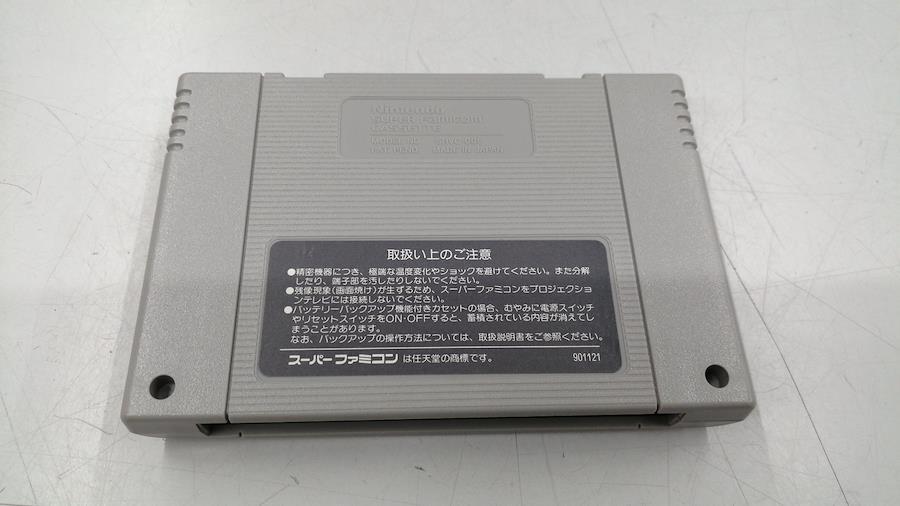 Nintendo
SUPER Famicom
CASSETTE
MODEL NO. SHVC-006
PAT. PEND. MADE IN JAPAN
取扱い上のご注意
●精密機器につき、極端な温度変化やショックを避けてください。また分解
したり、端子部を汚したりしないでください。
●残像現象(画面焼け)が生ずるため、スーパーファミコンをプロジェクショ
ンテレビには接続しないでください。
●バッテリーバックアップ機能付きカセットの場合、むやみに電源スイッチ
やリセットスイッチをON・OFFすると、蓄積されている内容が消えてし
まうことがあります。
なお、バックアップの操作方法については、取扱説明書をご参照ください。
スーパーファミコン は任天堂の商標です。 901121